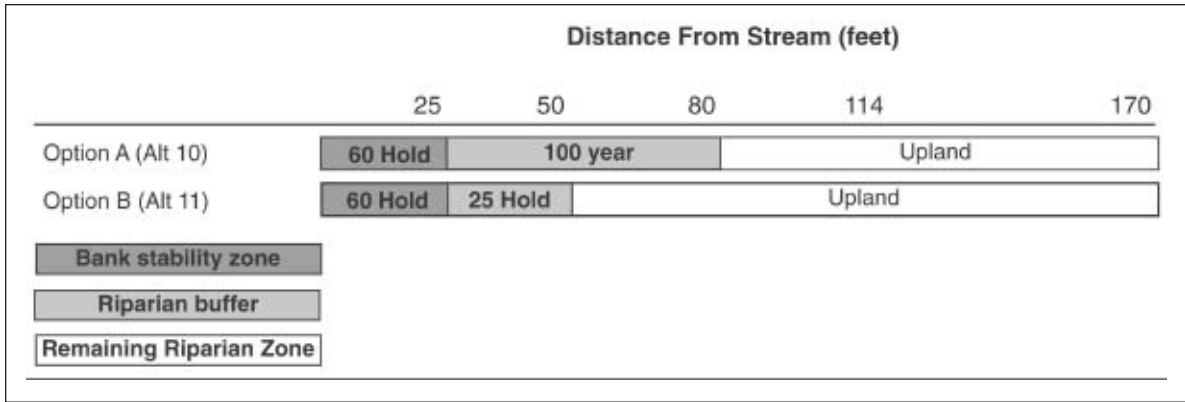 Distance From Stream (feet)
25 50 80 114 170
Option A (Alt 10) 60 Hold 100 year Upland
Option B (Alt 11) 60 Hold 25 Hold Upland
Bank stability zone
Riparian buffer
Remaining Riparian Zone